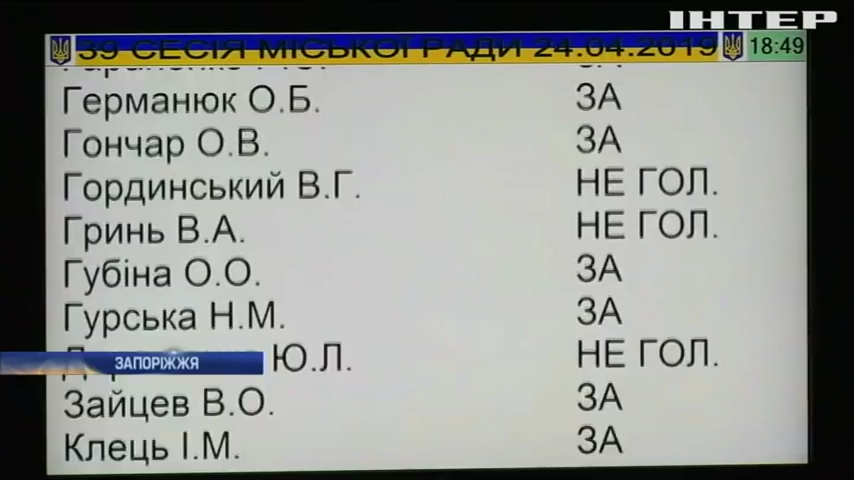 ІНТЕР
39 СЕСІЯ МІСЬКОЇ РАДИ 24.04.2019 18:49
Германюк О.Б. ЗА
Гончар О.В. ЗА
Гординський В.Г. НЕ ГОЛ.
Гринь В.А. НЕ ГОЛ.
Губіна О.О. ЗА
Гурська Н.М. ЗА
ЗАПОРІЖЖЯ Ю.Л. НЕ ГОЛ.
Зайцев В.О. ЗА
Клець І.М. ЗА